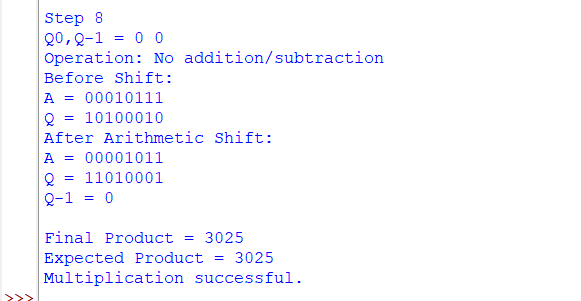 Step 8
Q0,Q-1 = 0 0
Operation: No addition/subtraction
Before Shift:
A = 00010111
Q = 10100010
After Arithmetic Shift:
A = 00001011
Q = 11010001
Q-1 = 0

Final Product = 3025
Expected Product = 3025
Multiplication successful.
>>>